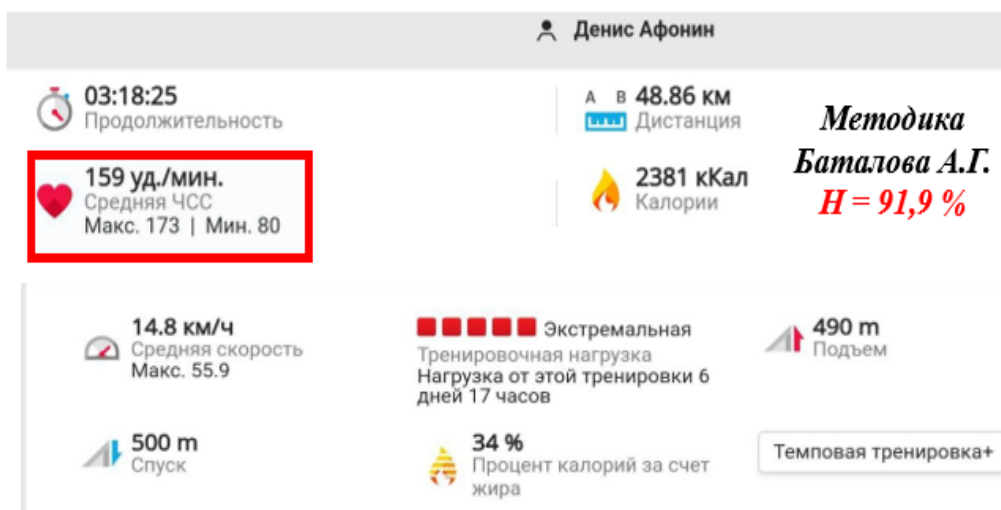 Денис Афонин
03:18:25
Продолжительность
A B 48.86 км
Дистанция
Методика
Баталова А.Г.
Н = 91,9 %
159 уд./мин.
Средняя ЧСС
Макс. 173 | Мин. 80
2381 кКал
Калории
14.8 км/ч
Средняя скорость
Макс. 55.9
Экстремальная
Тренировочная нагрузка
Нагрузка от этой тренировки 6
дней 17 часов
490 m
Подъем
500 m
Спуск
34 %
Процент калорий за счет
жира
Темповая тренировка+